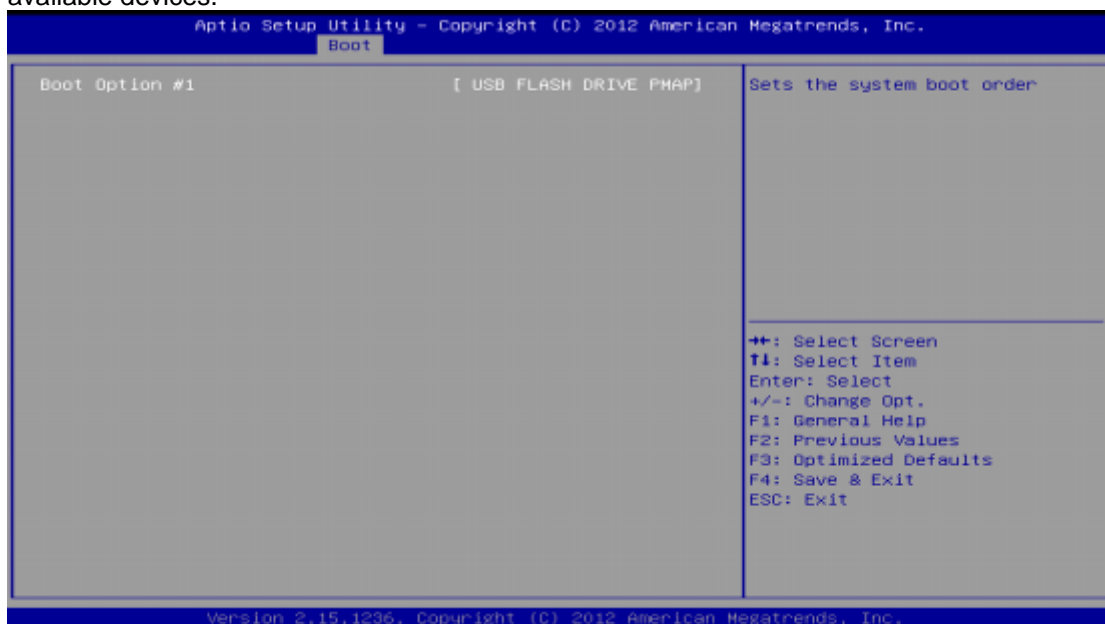 available devices.
Aptio Setup Utility – Copyright (C) 2012 American Megatrends, Inc.
Boot
Boot Option #1 [ USB FLASH DRIVE PMAP]
Sets the system boot order
→←: Select Screen
↑↓: Select Item
Enter: Select
+/-: Change Opt.
F1: General Help
F2: Previous Values
F3: Optimized Defaults
F4: Save & Exit
ESC: Exit
Version 2.15.1236. Copyright (C) 2012 American Megatrends, Inc.